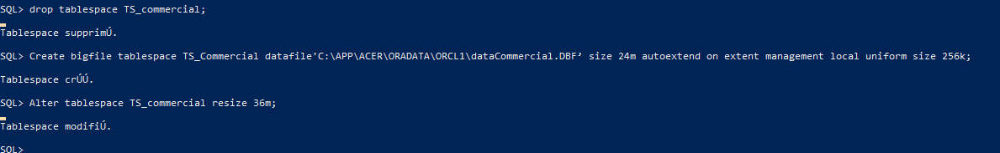 SQL> drop tablespace TS_commercial;
Tablespace supprimÚ.
SQL> Create bigfile tablespace TS_Commercial datafile'C:\APP\ACER\ORADATA\ORCL1\dataCommercial.DBF’ size 24m autoextend on extent management local uniform size 256k;
Tablespace crÚÚ.
SQL> Alter tablespace TS_commercial resize 36m;
Tablespace modifiÚ.
SQL>